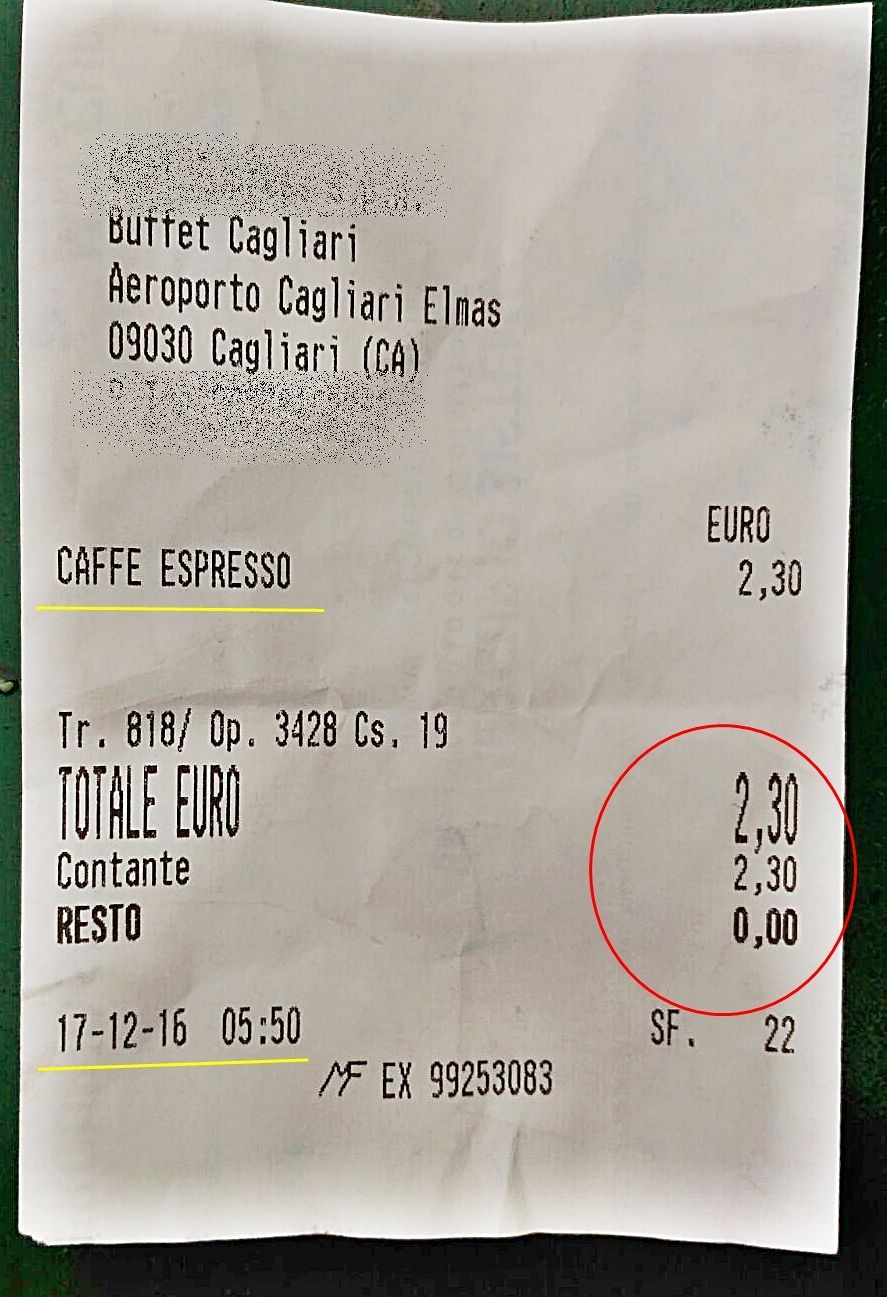 Buffet Cagliari
Aeroporto Cagliari Elmas
09030 Cagliari (CA)
EURO
CAFFE ESPRESSO 2,30
Tr. 818/ Op. 3428 Cs. 19
TOTALE EURO 2,30
Contante 2,30
RESTO 0,00
17-12-16 05:50 SF. 22
MF EX 99253083